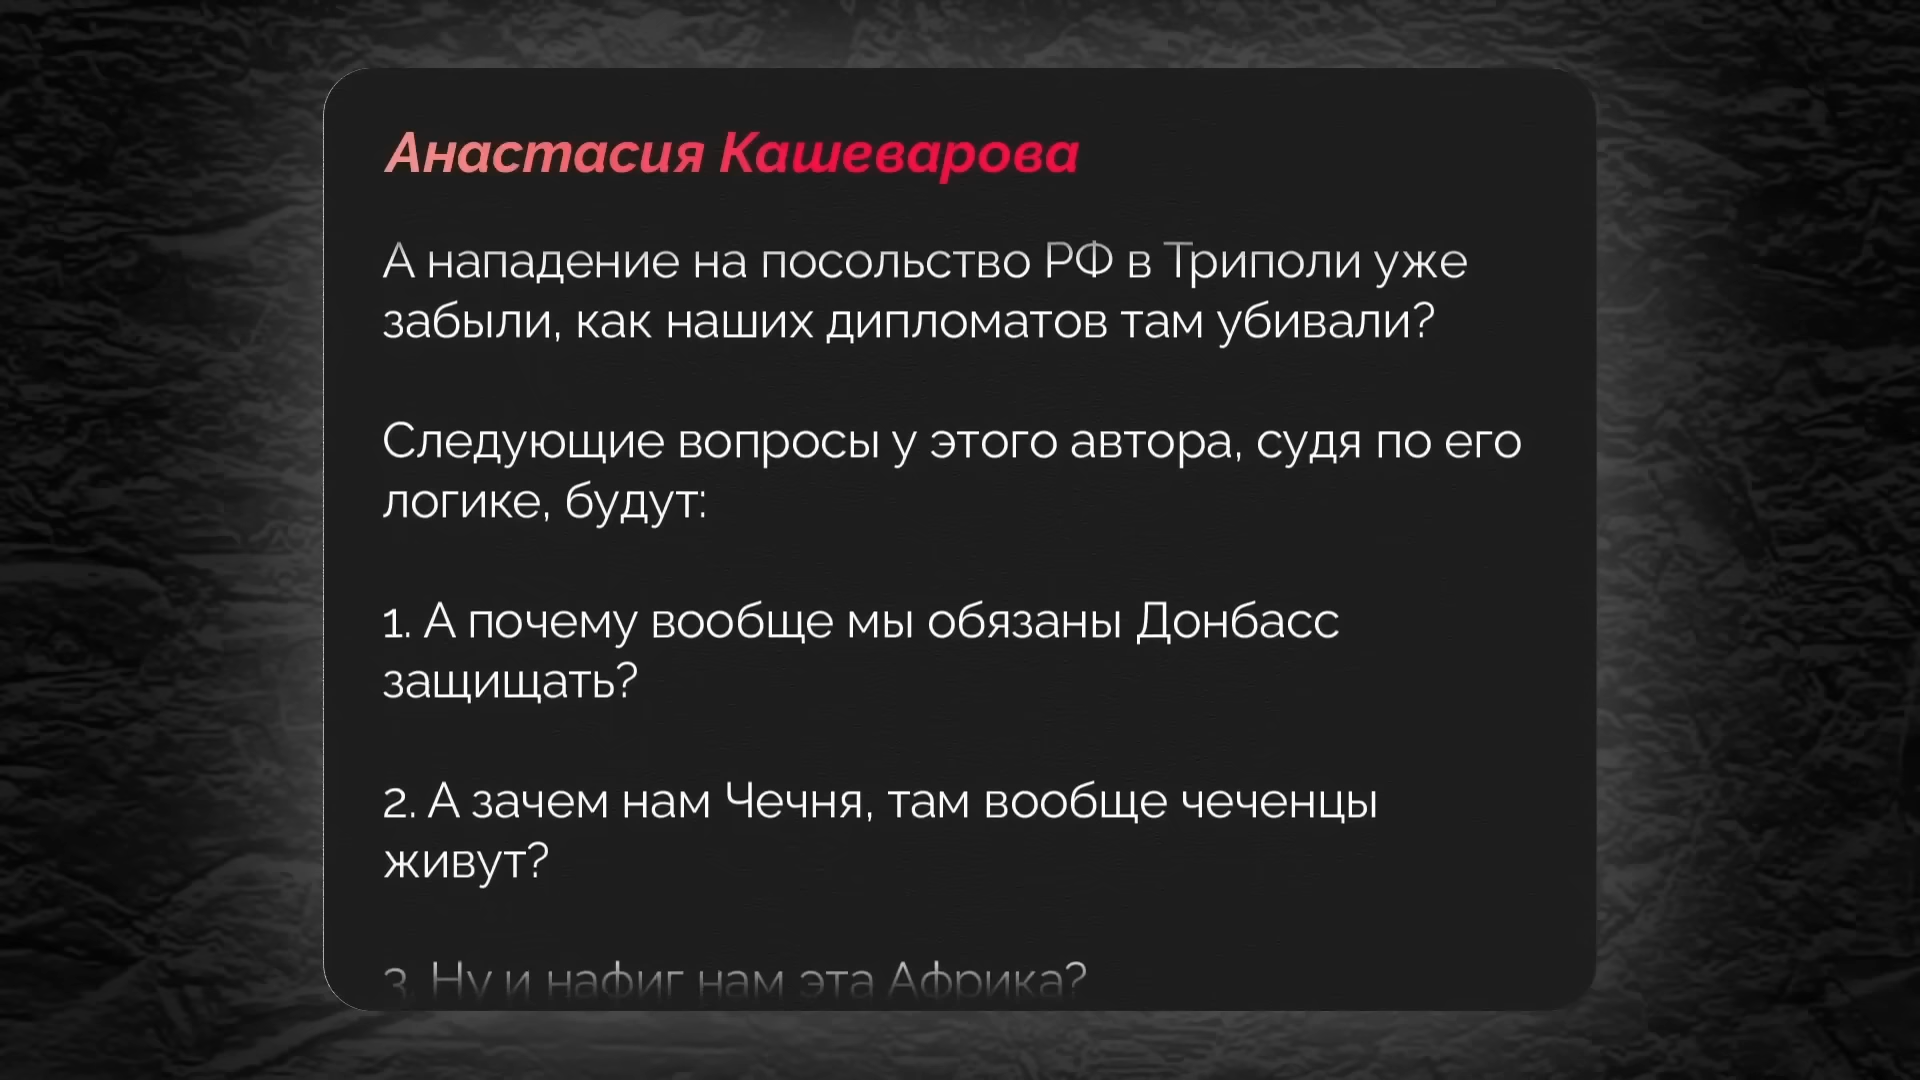 Анастасия Кашеварова
А нападение на посольство РФ в Триполи уже
забыли, как наших дипломатов там убивали?
Следующие вопросы у этого автора, судя по его
логике, будут:
1. А почему вообще мы обязаны Донбасс
защищать?
2. А зачем нам Чечня, там вообще чеченцы
живут?
3. Ну и нафиг нам эта Африка?